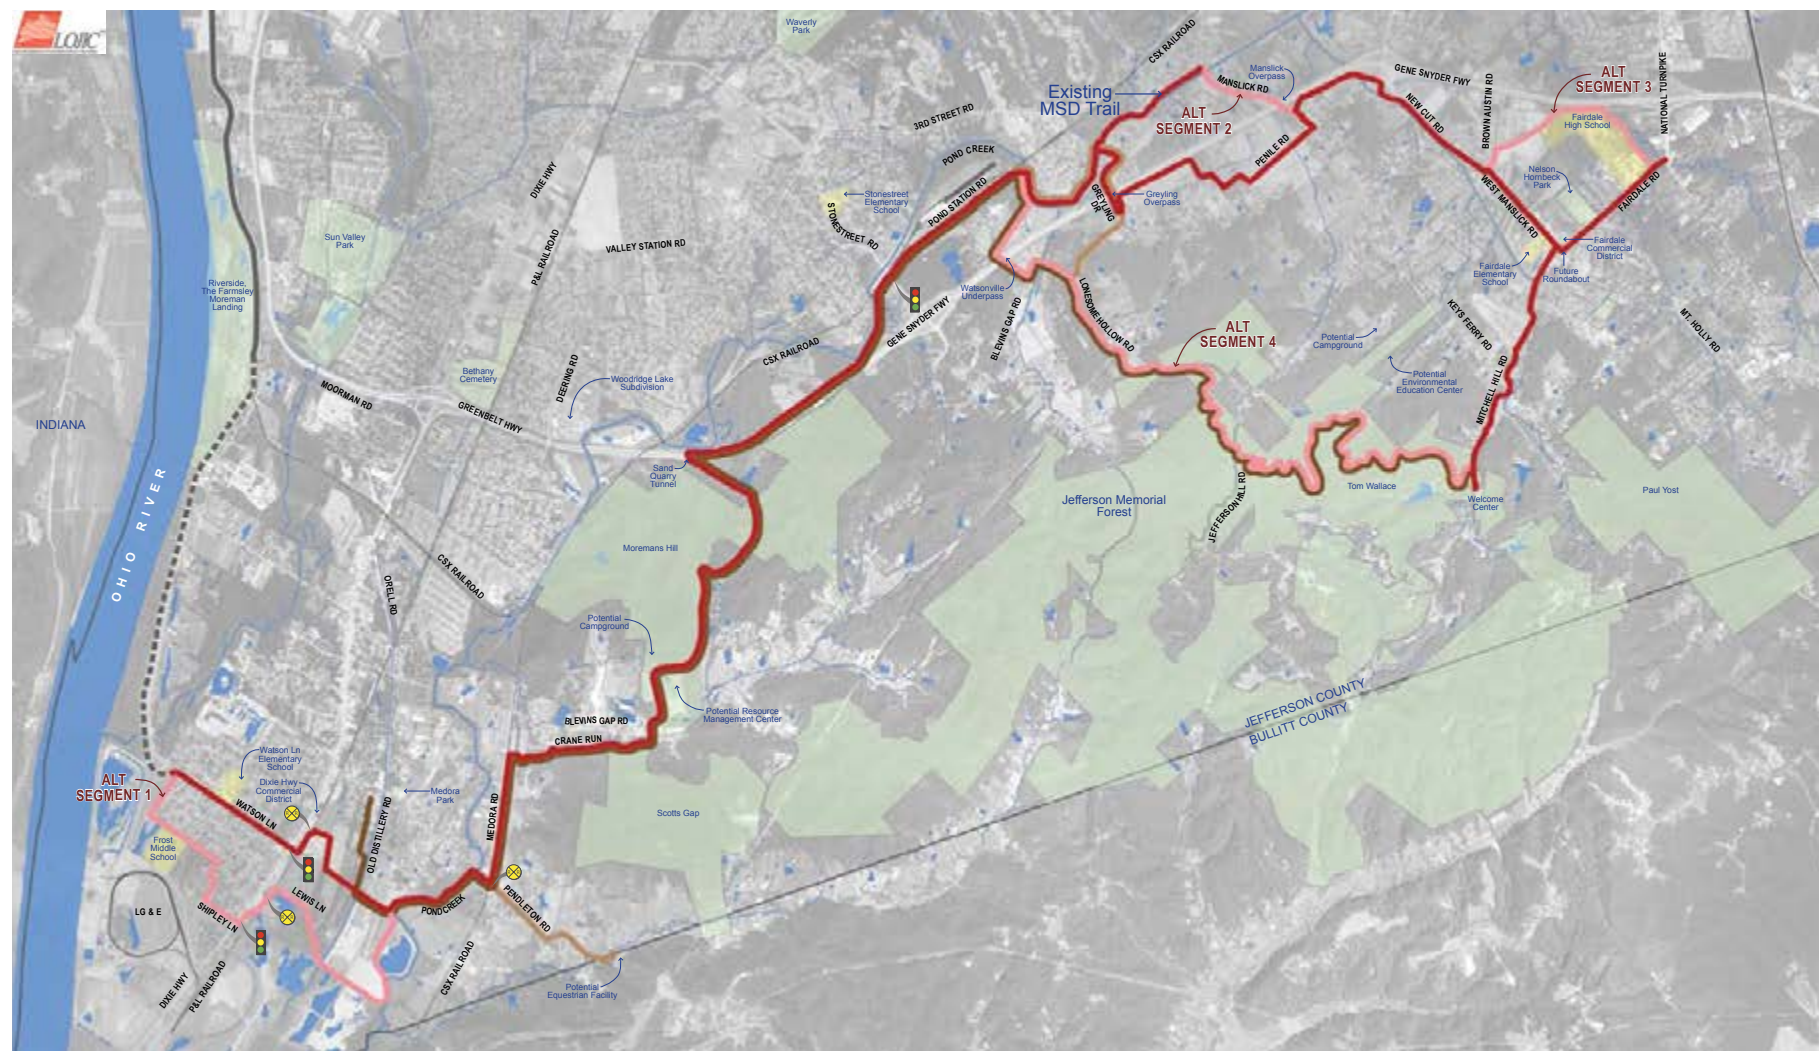 LOJIC
Waverly
Park
CSX RAILROAD
Manslick
Overpass
MANSLICK RD
GENE SNYDER FWY
ALT
SEGMENT 3
NATIONAL TURNPIKE
BROWN AUSTIN RD
Existing
MSD Trail
ALT
SEGMENT 2
NEW CUT RD
Fairdale
High School
3RD STREET RD
POND CREEK
PENILE RD
DIXIE HWY
Stonestreet
Elementary
School
STONESTREET RD
POND STATION RD
GREYLING
DR
Greyling
Overpass
Nelson
Hornbeck
Park
WEST MANSLICK RD
FAIRDALE RD
Sun Valley
Park
P&L RAILROAD
VALLEY STATION RD
Fairdale
Commercial
District
Fairdale
Elementary
School
Future
Roundabout
Riverside,
The Farmsley
Moreman
Landing
Watsonville
Underpass
GENE SNYDER FWY
BLEVINS GAP RD
LONESOME HOLLOW RD
ALT
SEGMENT 4
Potential
Campground
KEYS FERRY RD
MT. HOLLY RD
CSX RAILROAD
Bethany
Cemetery
DEERING RD
Woodridge Lake
Subdivision
Potential
Environmental
Education Center
MITCHELL HILL RD
MOORMAN RD
GREENBELT HWY
INDIANA
OHIO RIVER
Sand
Quarry
Tunnel
JEFFERSON HILL RD
Tom Wallace
Welcome
Center
Paul Yost
Jefferson Memorial
Forest
Moremans Hill
CSX RAILROAD
ORELL RD
Potential
Campground
Potential Resource
Management Center
JEFFERSON COUNTY
BULLITT COUNTY
BLEVINS GAP RD
CRANE RUN
Watson Ln
Elementary
School
ALT
SEGMENT 1
Dixie Hwy
Commercial
District
Medora
Park
WATSON LN
OLD DISTILLERY RD
MEDORA RD
Scotts Gap
Frost
Middle
School
LEWIS LN
PONDCREEK
PENDLETON RD
LG & E
SHIPLEY LN
DIXIE HWY
P&L RAILROAD
CSX RAILROAD
Potential
Equestrian Facility